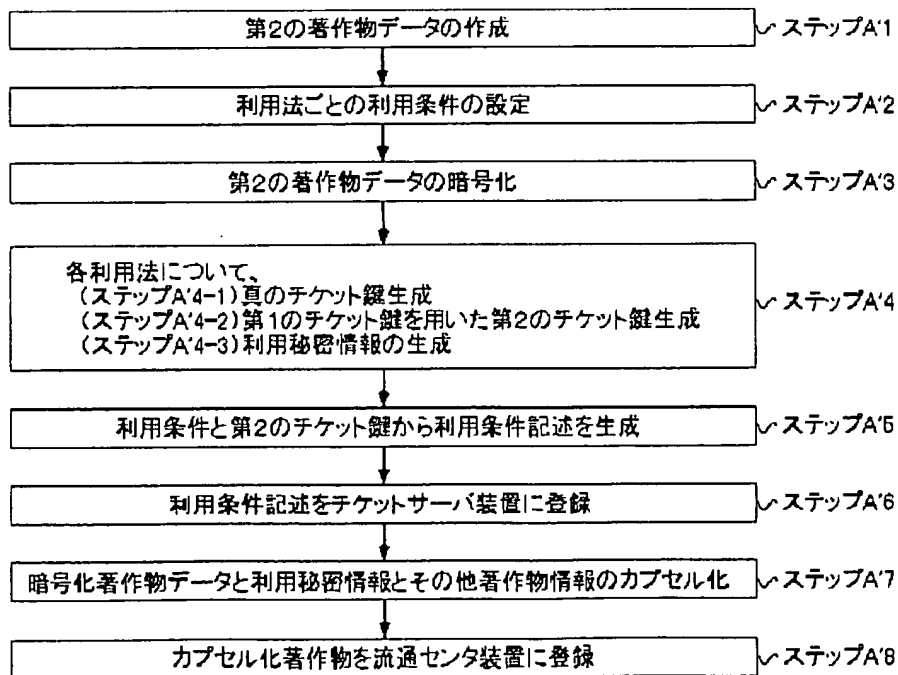 第2の著作物データの作成 ステップA'1
利用法ごとの利用条件の設定 ステップA'2
第2の著作物データの暗号化 ステップA'3
各利用法について、
(ステップA'4-1)真のチケット鍵生成
(ステップA'4-2)第1のチケット鍵を用いた第2のチケット鍵生成
(ステップA'4-3)利用秘密情報の生成
ステップA'4
利用条件と第2のチケット鍵から利用条件記述を生成 ステップA'5
利用条件記述をチケットサーバ装置に登録 ステップA'6
暗号化著作物データと利用秘密情報とその他著作物情報のカプセル化 ステップA'7
カプセル化著作物を流通センタ装置に登録 ステップA'8